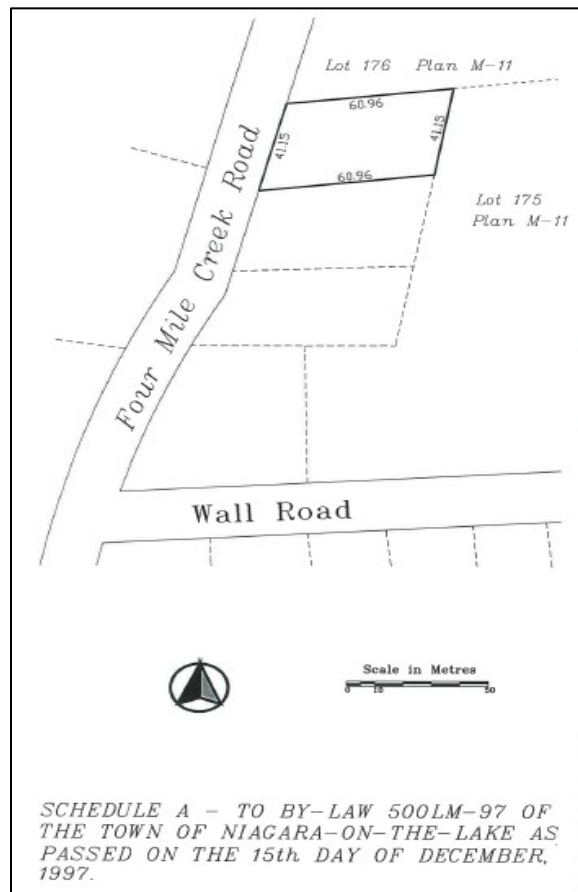 Lot 176 Plan M-11
60.96
41.15
41.15
60.96
Lot 175
Plan M-11
Four Mile Creek Road
Wall Road
Scale in Metres
0 10 50
SCHEDULE A - TO BY-LAW 500LM-97 OF
THE TOWN OF NIAGARA-ON-THE-LAKE AS
PASSED ON THE 15th DAY OF DECEMBER,
1997.